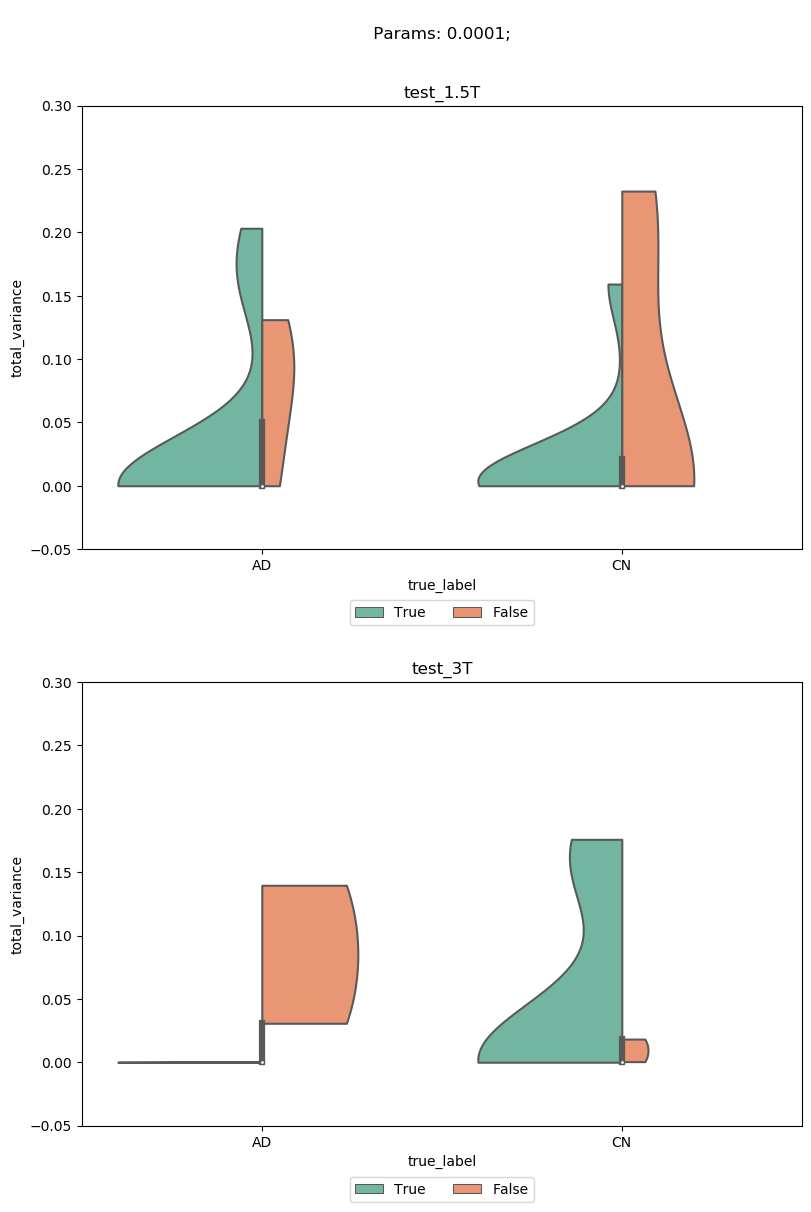 Params: 0.0001;
test_1.5T
0.30
0.25
0.20
0.15
0.10
0.05
0.00
−0.05
total_variance
AD CN
true_label
True False
test_3T
0.30
0.25
0.20
0.15
0.10
0.05
0.00
−0.05
total_variance
AD CN
true_label
True False